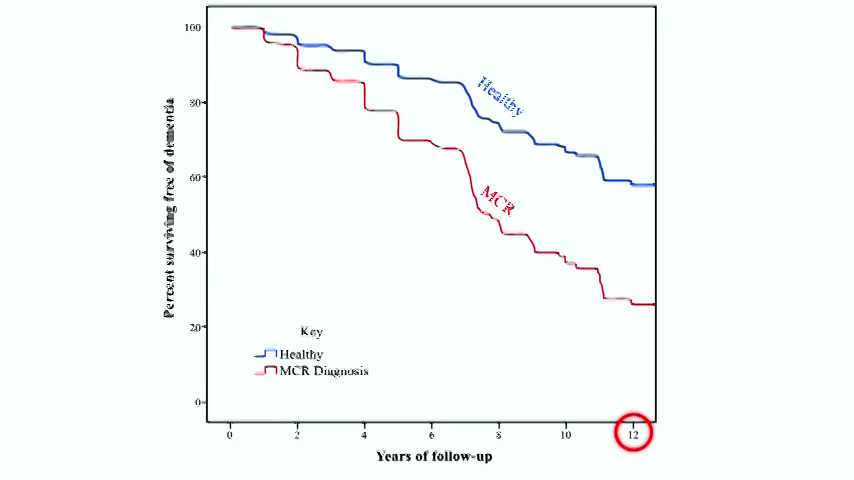 Percent surviving free of dementia
100
80
60
40
20
0
Healthy
MCR
Key
Healthy
MCR Diagnosis
0 2 4 6 8 10 12
Years of follow-up